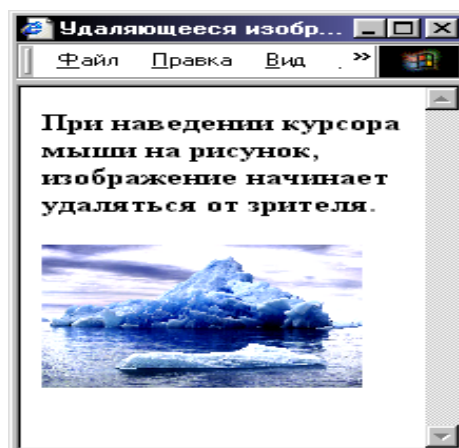 Удаляющееся изобр...
Файл Правка Вид . »
При наведении курсора
мыши на рисунок,
изображение начинает
удаляться от зрителя.